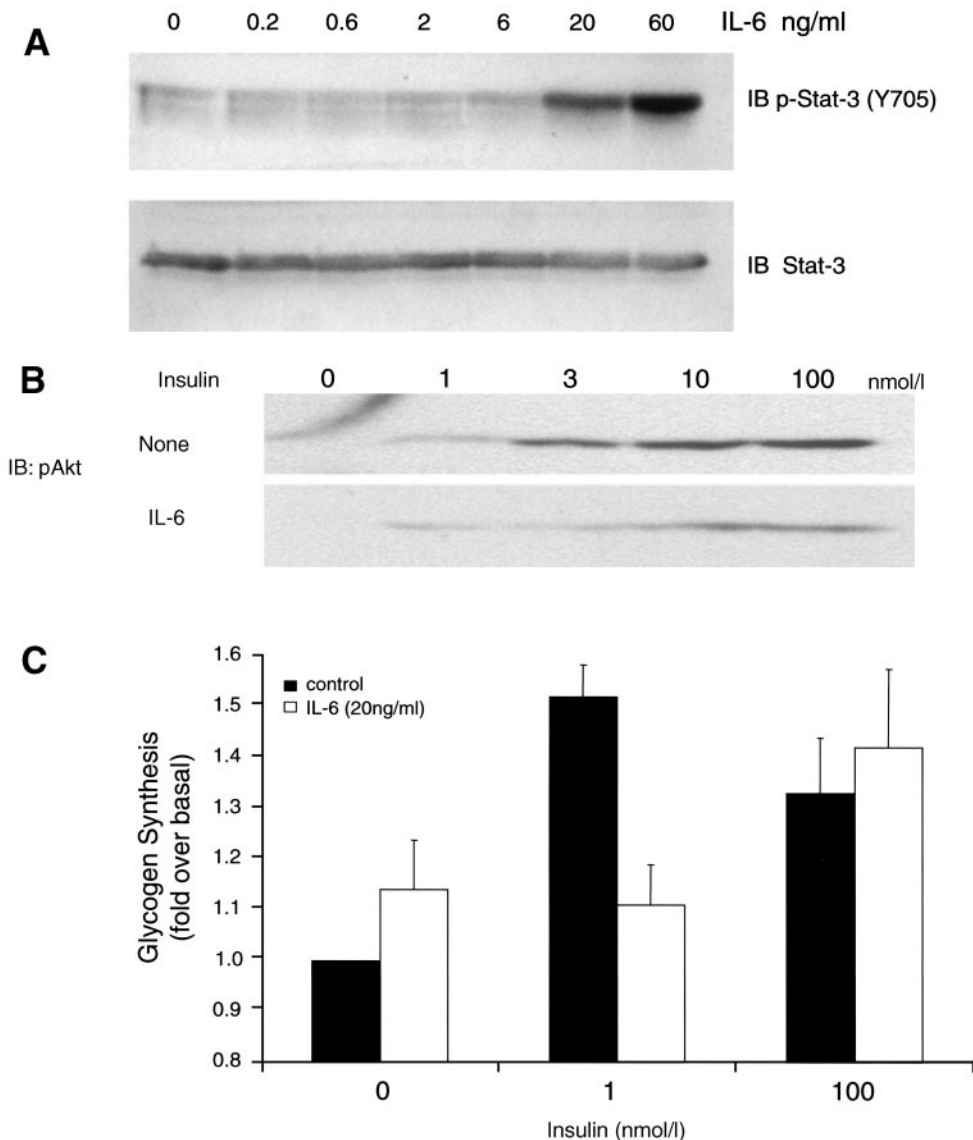 A
0 0.2 0.6 2 6 20 60 IL-6 ng/ml
IB p-Stat-3 (Y705)
IB Stat-3
B
Insulin 0 1 3 10 100 nmol/l
None
IB: pAkt
IL-6
C
1.6
1.5
1.4
1.3
1.2
1.1
1.0
0.9
0.8
Glycogen Synthesis
(fold over basal)
control
IL-6 (20ng/ml)
0 1 100
Insulin (nmol/l)